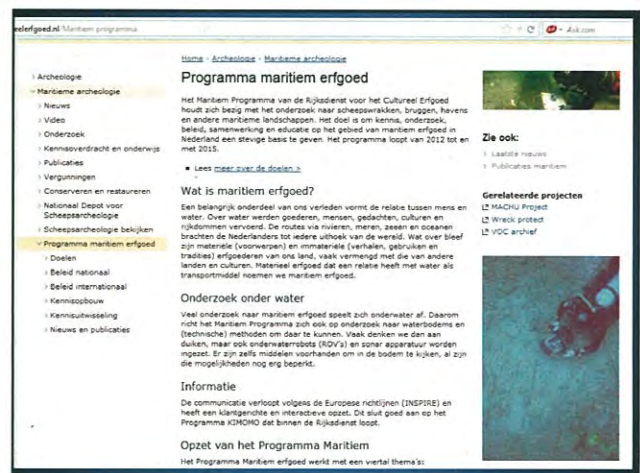 eelerfgoed.nl/Maritiem programma
Ask.com
Home › Archeologie › Maritieme archeologie
Archeologie
Maritieme archeologie
Nieuws
Video
Onderzoek
Kennisoverdracht en onderwijs
Publicaties
Vergunningen
Conserveren en restaureren
Nationaal Depot voor
Scheepsarcheologie
Scheepsarcheologie bekijken
Programma maritiem erfgoed
Doelen
Beleid nationaal
Beleid internationaal
Kennisopbouw
Kennisuitwisseling
Nieuws en publicaties
Programma maritiem erfgoed
Het Maritiem Programma van de Rijksdienst voor het Cultureel Erfgoed
houdt zich bezig met het onderzoek naar scheepswrakken, bruggen, havens
en andere maritieme landschappen. Het doel is om kennis, onderzoek,
beleid, samenwerking en educatie op het gebied van maritiem erfgoed in
Nederland een stevige basis te geven. Het programma loopt van 2012 tot en
met 2015.
Lees meer over de doelen >
Wat is maritiem erfgoed?
Een belangrijk onderdeel van ons verleden vormt de relatie tussen mens en
water. Over water werden goederen, mensen, gedachten, culturen en
rijkdommen vervoerd. De routes via rivieren, meren, zeeen en oceanen
brachten de Nederlanders tot iedere uithoek van de wereld. Wat over bleef
zijn materiële (voorwerpen) en immateriële (verhalen, gebruiken en
tradities) erfgoederen van ons land, vaak vermengd met die van andere
landen en culturen. Materieel erfgoed dat een relatie heeft met water als
transportmiddel noemen we maritiem erfgoed.
Onderzoek onder water
Veel onderzoek naar maritiem erfgoed speelt zich onderwater af. Daarom
richt het Maritiem Programma zich ook op onderzoek naar waterbodems en
(technische) methoden om daar te kunnen. Vaak denken we dan aan
duiken, maar ook onderwaterrobots (ROV's) en sonar apparatuur worden
ingezet. Er zijn zelfs middelen voorhanden om in de bodem te kijken, al zijn
die mogelijkheden nog erg beperkt.
Informatie
De communicatie verloopt volgens de Europese richtlijnen (INSPIRE) en
heeft een klantgerichte en interactieve opzet. Dit sluit goed aan op het
Programma KIMOMO dat binnen de Rijksdienst loopt.
Opzet van het Programma Maritiem
Het Programma Maritiem erfgoed werkt met een viertal thema's:
Zie ook:
Laatste nieuws
Publicaties maritiem
Gerelateerde projecten
MACHU Project
Wreck protect
VOC archief